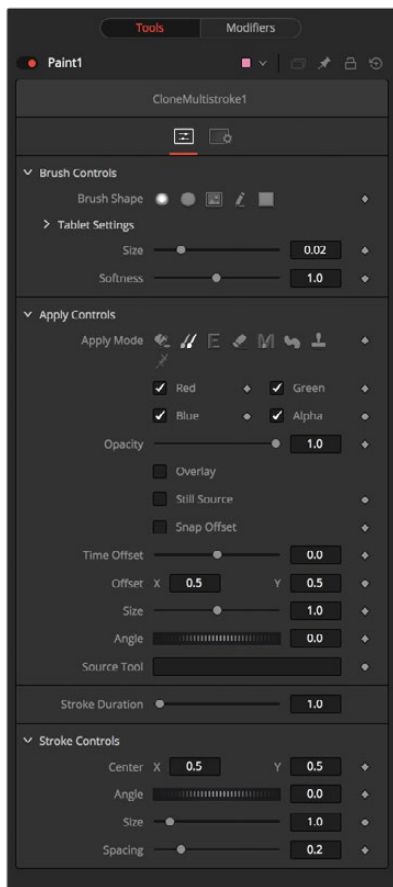 Tools Modifiers
Paint1
CloneMultistroke1
Brush Controls
Brush Shape
Tablet Settings
Size 0.02
Softness 1.0
Apply Controls
Apply Mode
Red Green
Blue Alpha
Opacity 1.0
Overlay
Still Source
Snap Offset
Time Offset 0.0
Offset X 0.5 Y 0.5
Size 1.0
Angle 0.0
Source Tool
Stroke Duration 1.0
Stroke Controls
Center X 0.5 Y 0.5
Angle 0.0
Size 1.0
Spacing 0.2